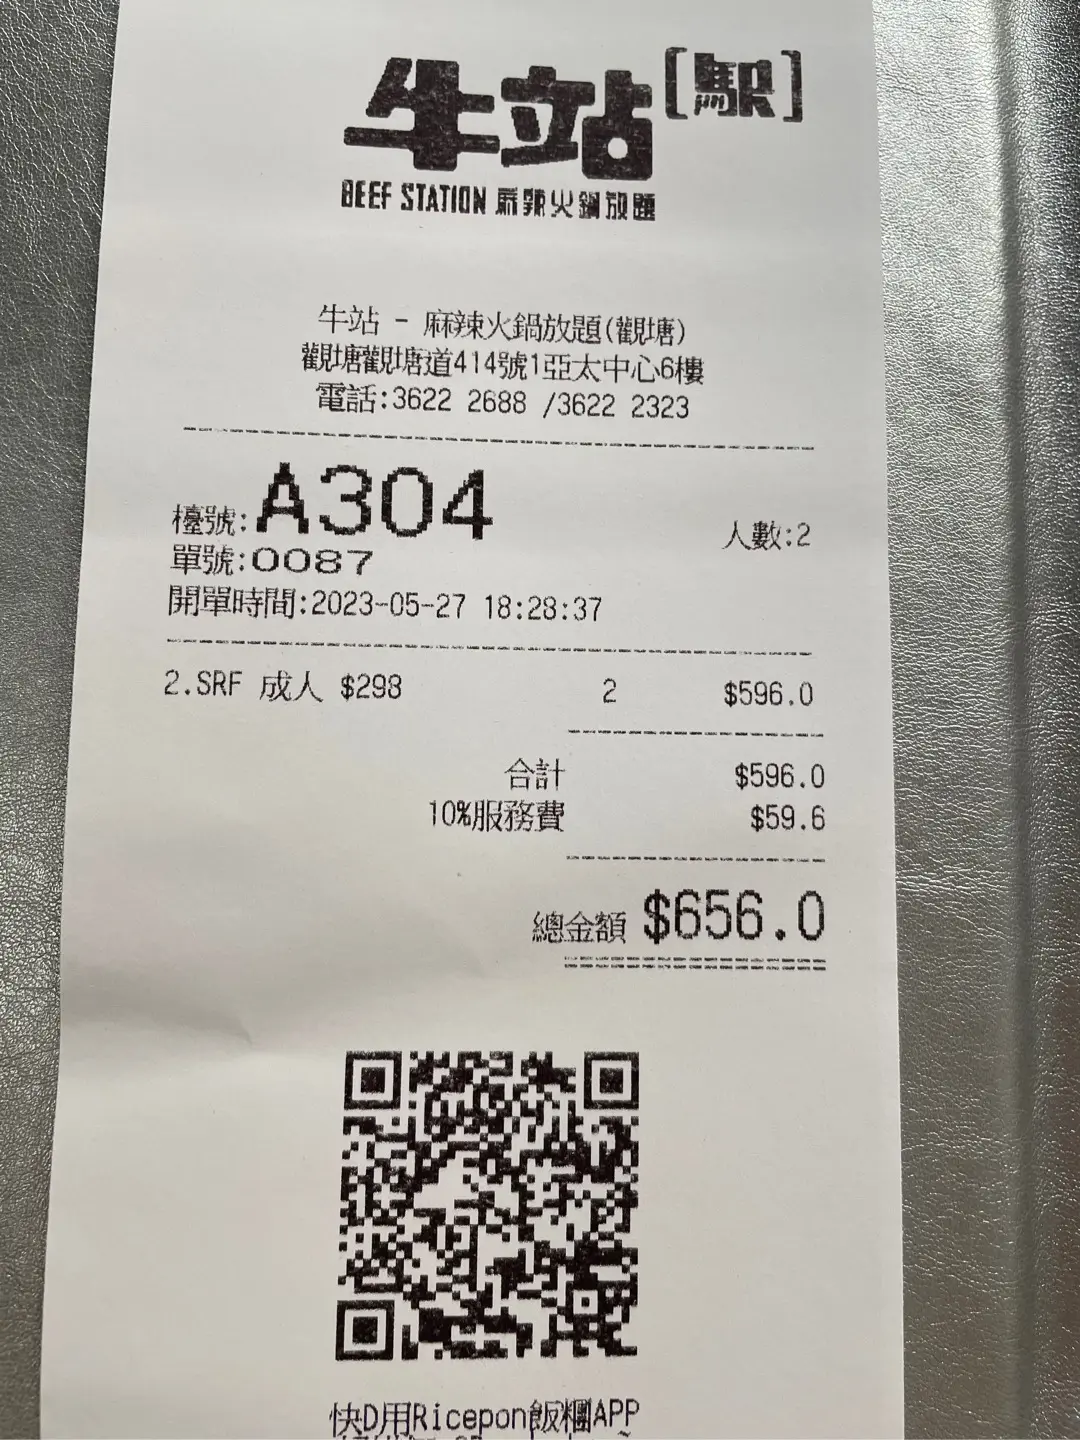 牛站[駅]
BEEF STATION 麻辣火鍋放題
牛站 - 麻辣火鍋放題(觀塘)
觀塘觀塘道414號1亞太中心6樓
電話:3622 2688 /3622 2323
檯號:A304 人數:2
單號:0087
開單時間:2023-05-27 18:28:37
2.SRF 成人 $298 2 $596.0
合計 $596.0
10%服務費 $59.6
總金額 $656.0
快D用Ricepon飯糰APP